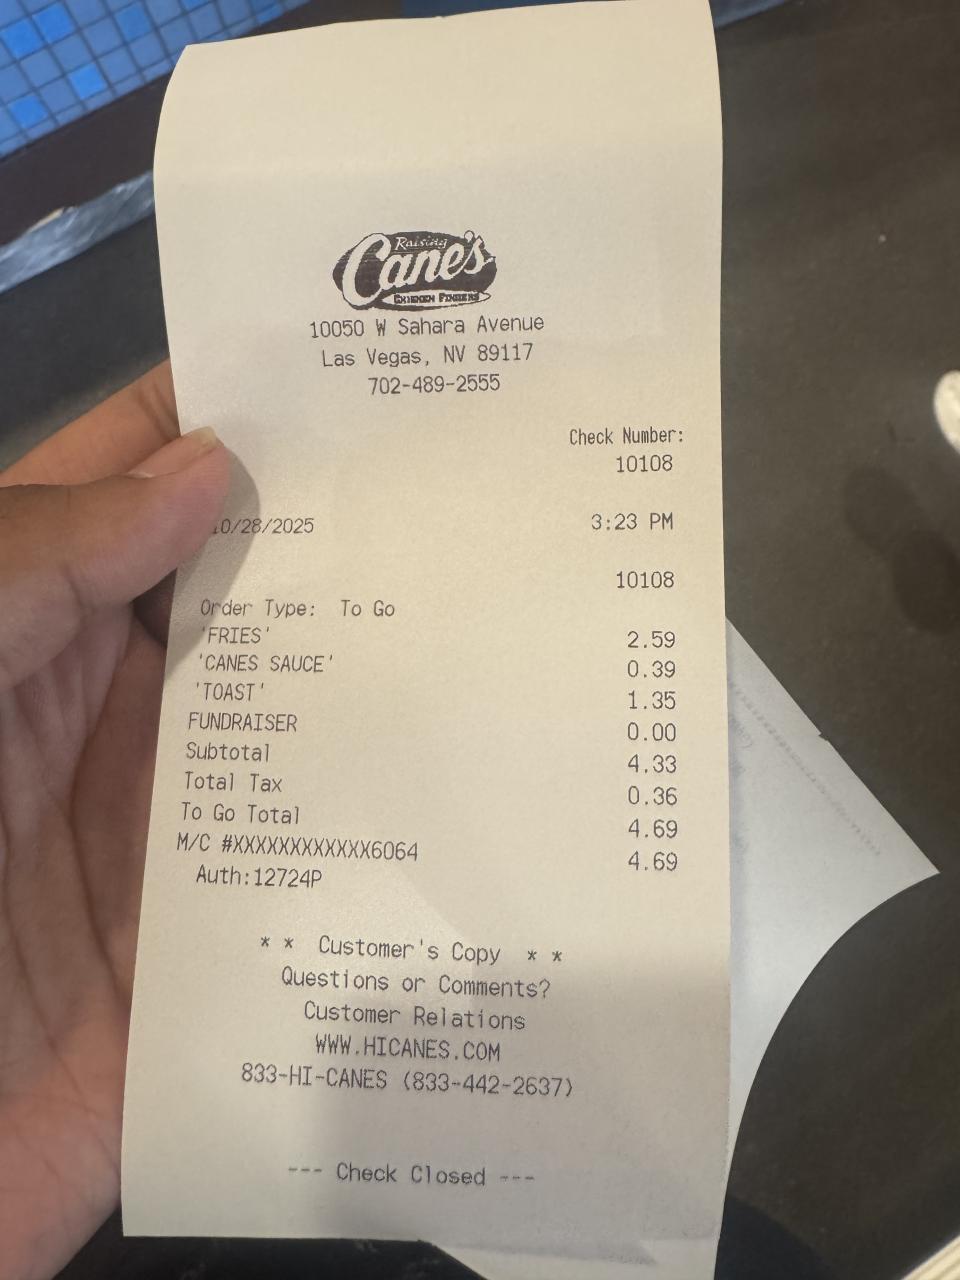 Raising
Cane's
CHICKEN FINGERS
10050 W Sahara Avenue
Las Vegas, NV 89117
702-489-2555
Check Number:
10108
10/28/2025 3:23 PM
10108
Order Type: To Go
'FRIES' 2.59
'CANES SAUCE' 0.39
'TOAST' 1.35
FUNDRAISER 0.00
Subtotal 4.33
Total Tax 0.36
To Go Total 4.69
M/C #XXXXXXXXXXXX6064 4.69
Auth:12724P
* * Customer's Copy * *
Questions or Comments?
Customer Relations
WWW.HICANES.COM
833-HI-CANES (833-442-2637)
--- Check Closed ---